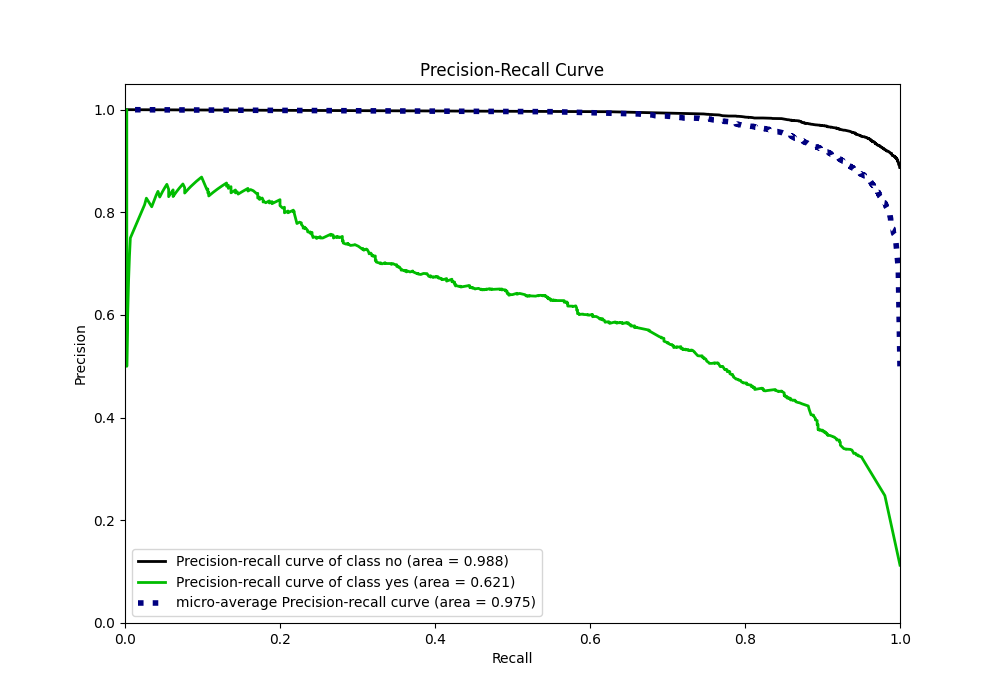 Precision-Recall Curve
1.0
0.8
0.6
0.4
0.2
0.0
Precision
Precision-recall curve of class no (area = 0.988)
Precision-recall curve of class yes (area = 0.621)
micro-average Precision-recall curve (area = 0.975)
0.0 0.2 0.4 0.6 0.8 1.0
Recall